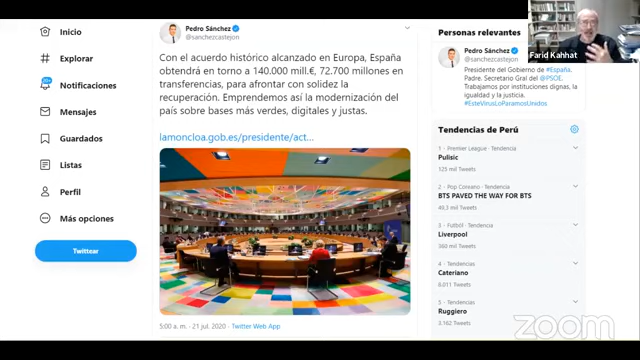 Inicio
Explorar
20+
Notificaciones
Mensajes
Guardados
Listas
Perfil
Más opciones
Twittear
Pedro Sánchez
@sanchezcastejon
Con el acuerdo histórico alcanzado en Europa, España
obtendrá en torno a 140.000 mill.€, 72.700 millones en
transferencias, para afrontar con solidez la
recuperación. Emprendemos así la modernización del
país sobre bases más verdes, digitales y justas.
lamoncloa.gob.es/presidente/act...
5:00 a. m. · 21 jul. 2020 · Twitter Web App
Personas relevantes
Pedro Sánchez
@sanchezcastejon
Presidente del Gobierno de #España.
Padre. Secretario Gral del @PSOE.
Trabajamos por instituciones dignas, la
igualdad y la justicia.
#EsteVirusLoParamosUnidos
Tendencias de Perú
1 · Premier League · Tendencia
Pulisic
125 mil Tweets
2 · Pop Coreano · Tendencia
BTS PAVED THE WAY FOR BTS
49,3 mil Tweets
3 · Fútbol · Tendencia
Liverpool
360 mil Tweets
4 · Tendencias
Cateriano
8.011 Tweets
5 · Tendencias
Ruggiero
3.162 Tweets
Farid Kahhat
zoom